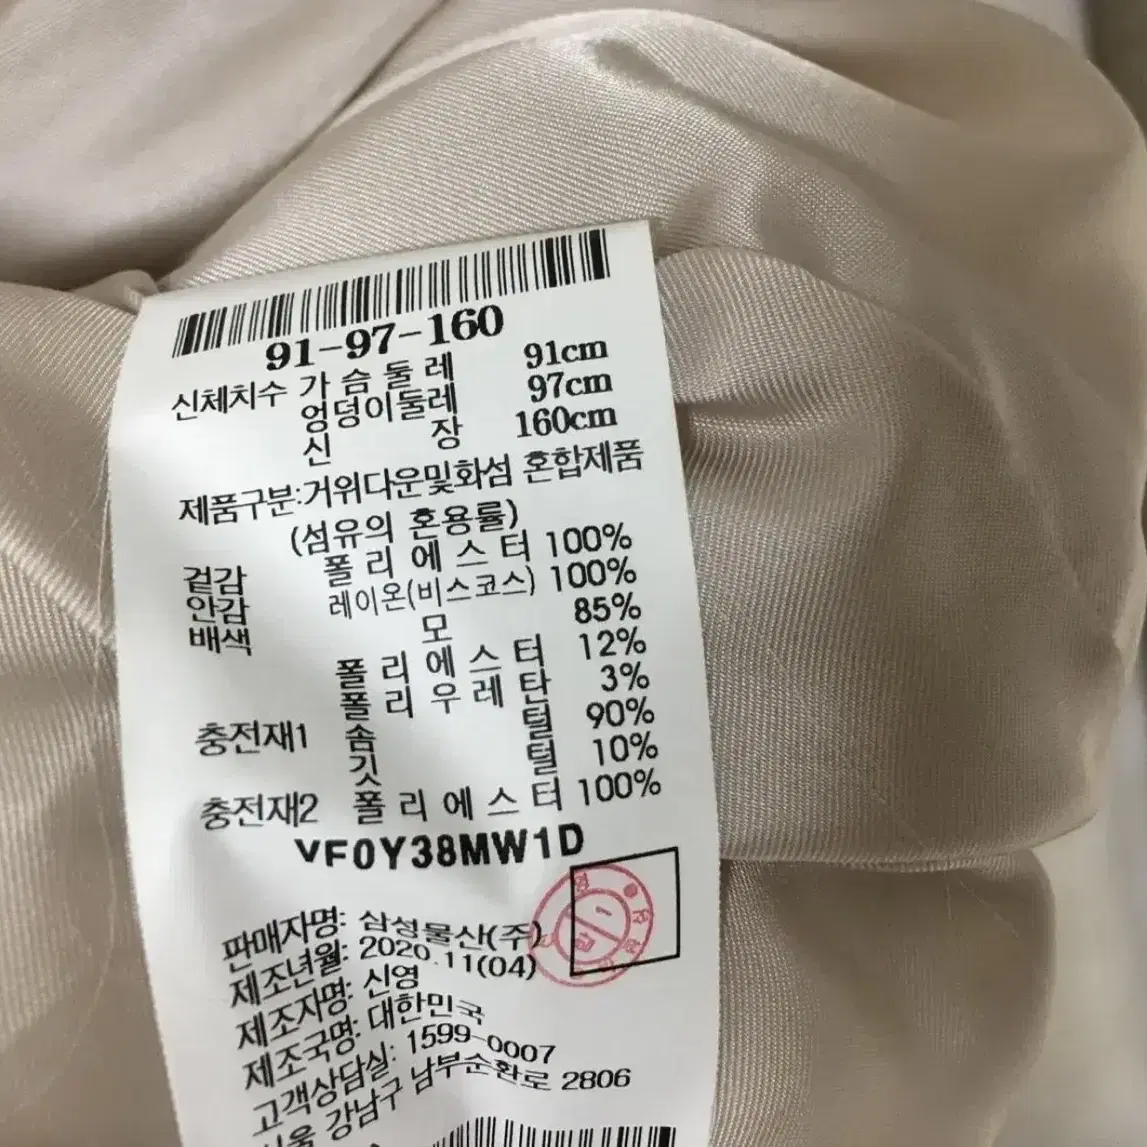 91-97-160
신체치수 가슴둘레 91cm
엉덩이둘레 97cm
신장 160cm
제품구분:거위다운및화섬 혼합제품
(섬유의 혼용률)
겉감 폴리에스터 100%
안감 레이온(비스코스) 100%
배색 모 85%
폴리에스터 12%
폴리우레탄 3%
충전재1 솜털 90%
깃털 10%
충전재2 폴리에스터 100%
VF0Y38MW1D
판매자명: 삼성물산(주)
제조년월: 2020.11(04)
제조자명: 신영
제조국명: 대한민국
고객상담실: 1599-0007
서울 강남구 남부순환로 2806